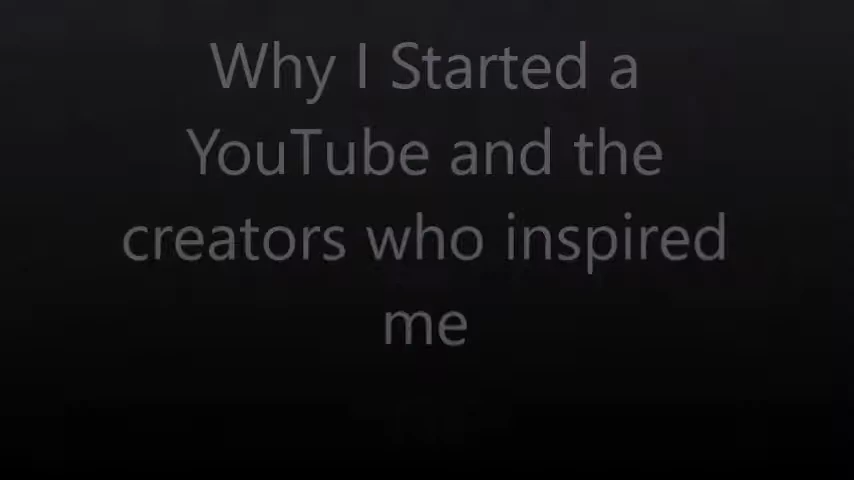 Why I Started a
YouTube and the
creators who inspired
me